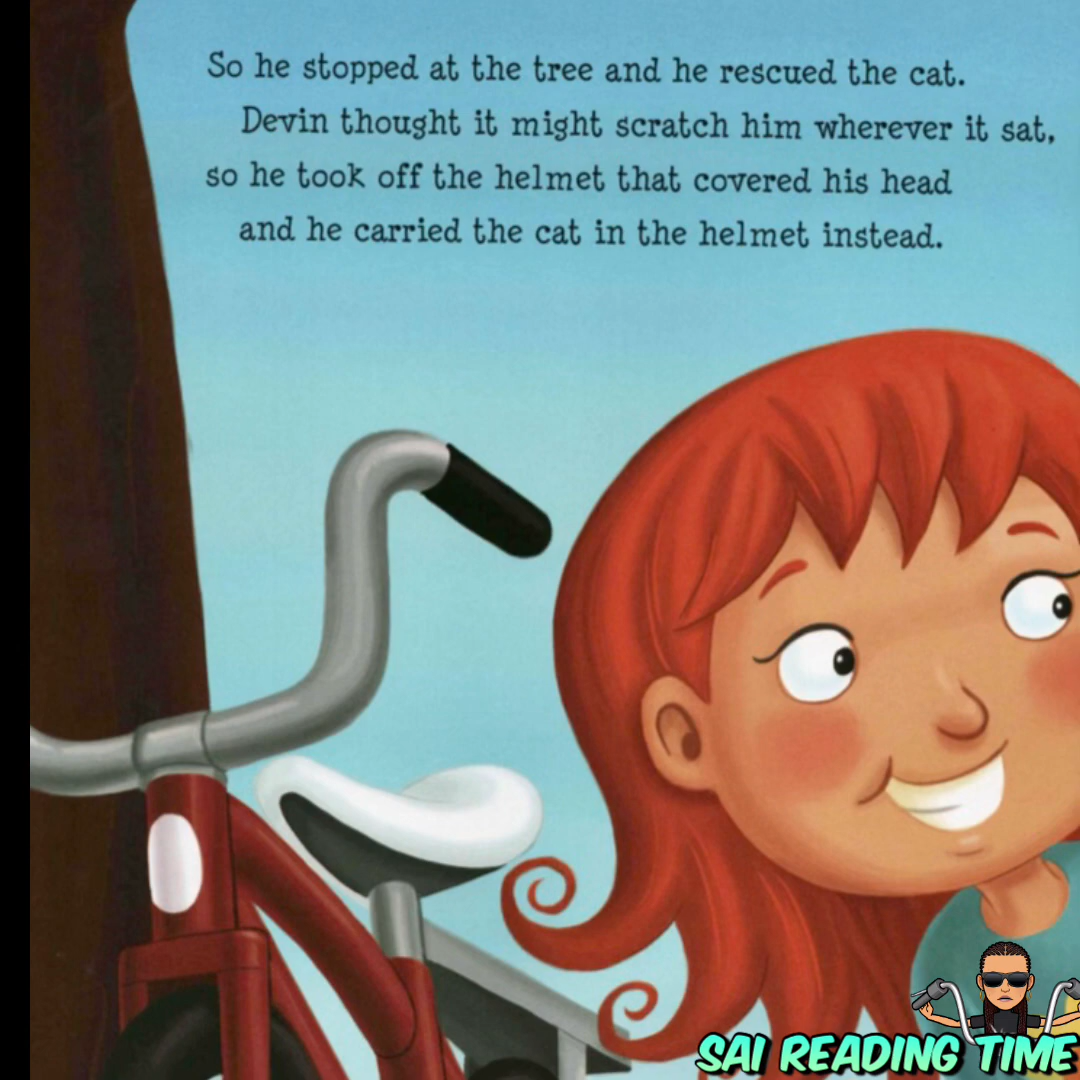 So he stopped at the tree and he rescued the cat.
Devin thought it might scratch him wherever it sat,
so he took off the helmet that covered his head
and he carried the cat in the helmet instead.
SAI READING TIME